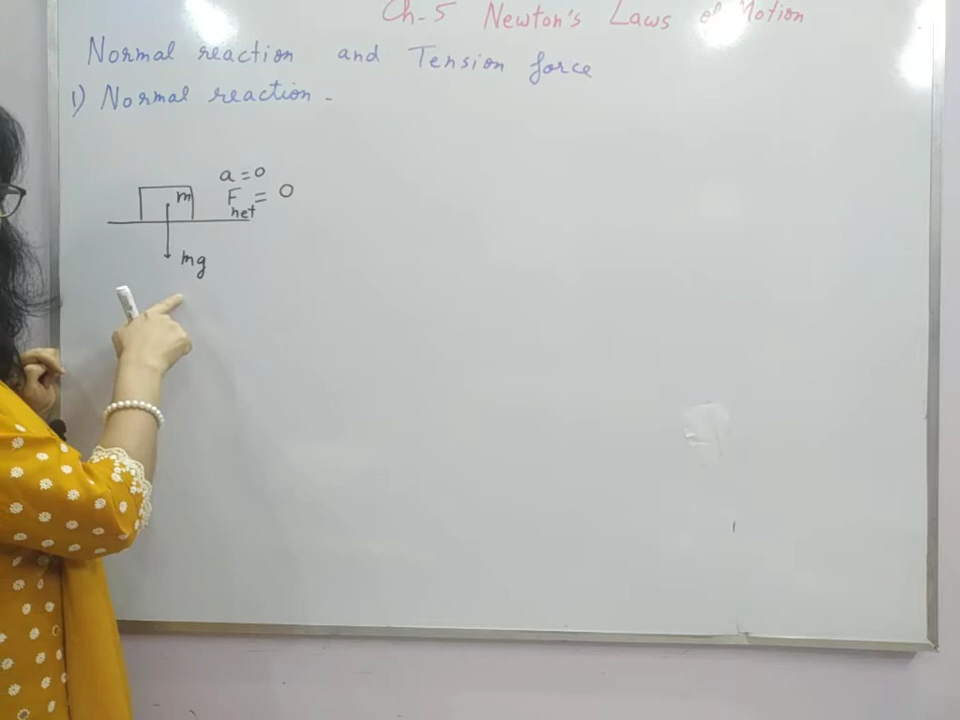 Ch-5 Newton's Laws of Motion
Normal reaction and Tension force
1) Normal reaction -
a = 0
m
F net = 0
mg